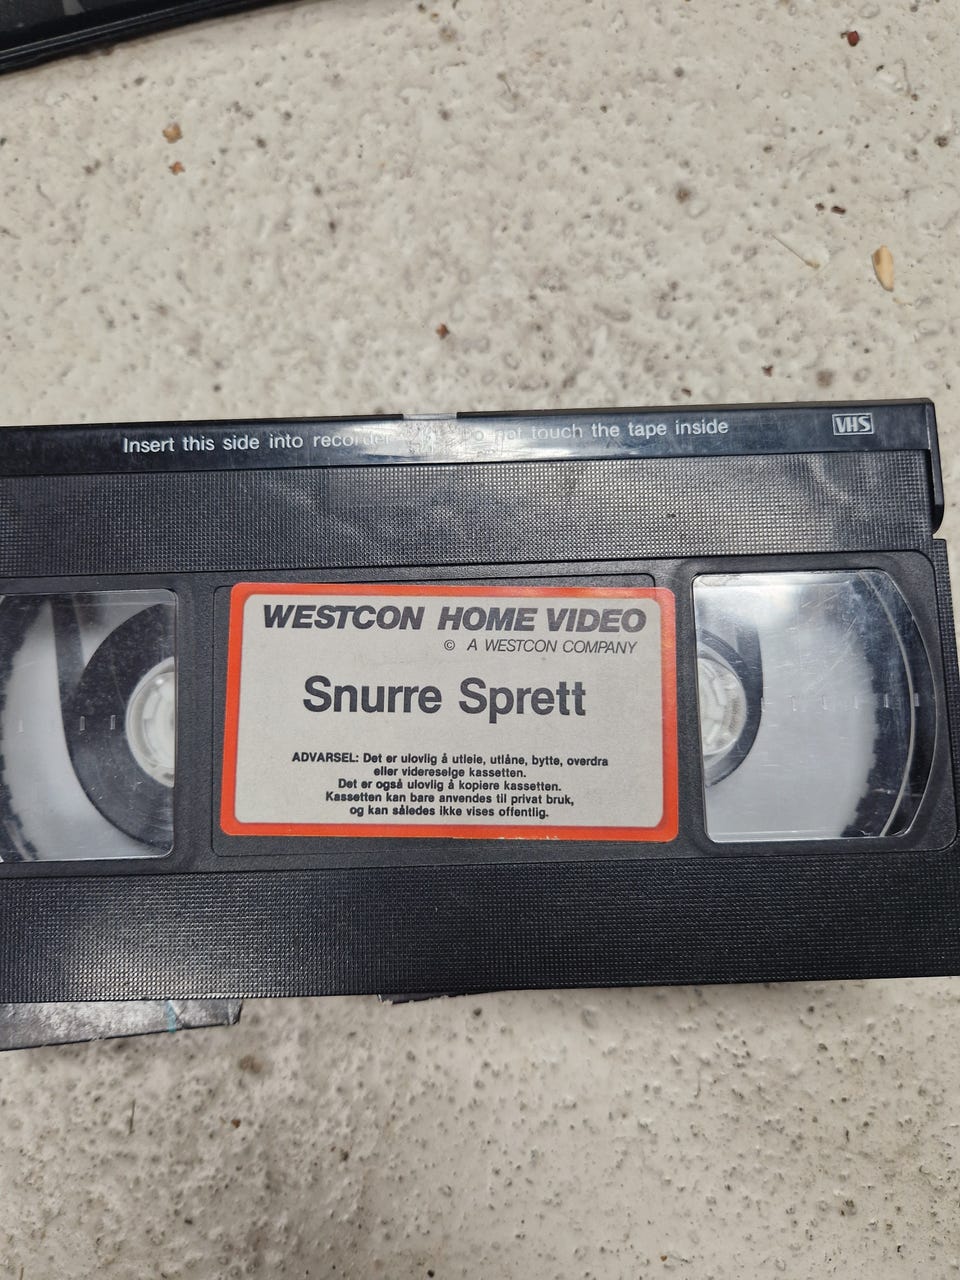 Insert this side into recorder Do not touch the tape inside
VHS
WESTCON HOME VIDEO
© A WESTCON COMPANY
Snurre Sprett
ADVARSEL: Det er ulovlig å utleie, utlåne, bytte, overdra
eller videreselge kassetten.
Det er også ulovlig å kopiere kassetten.
Kassetten kan bare anvendes til privat bruk,
og kan således ikke vises offentlig.